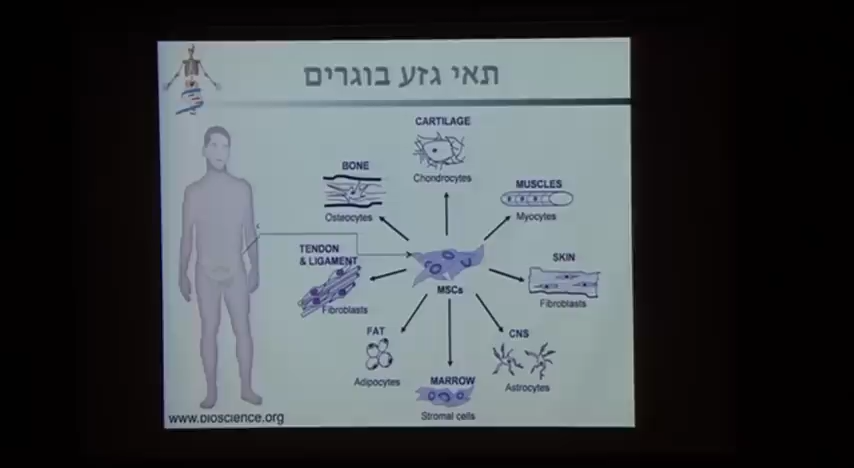 תאי גזע בוגרים
CARTILAGE
Chondrocytes
BONE
Osteocytes
MUSCLES
Myocytes
TENDON
& LIGAMENT
Fibroblasts
MSCs
SKIN
Fibroblasts
FAT
Adipocytes
MARROW
Stromal cells
CNS
Astrocytes
www.bioscience.org